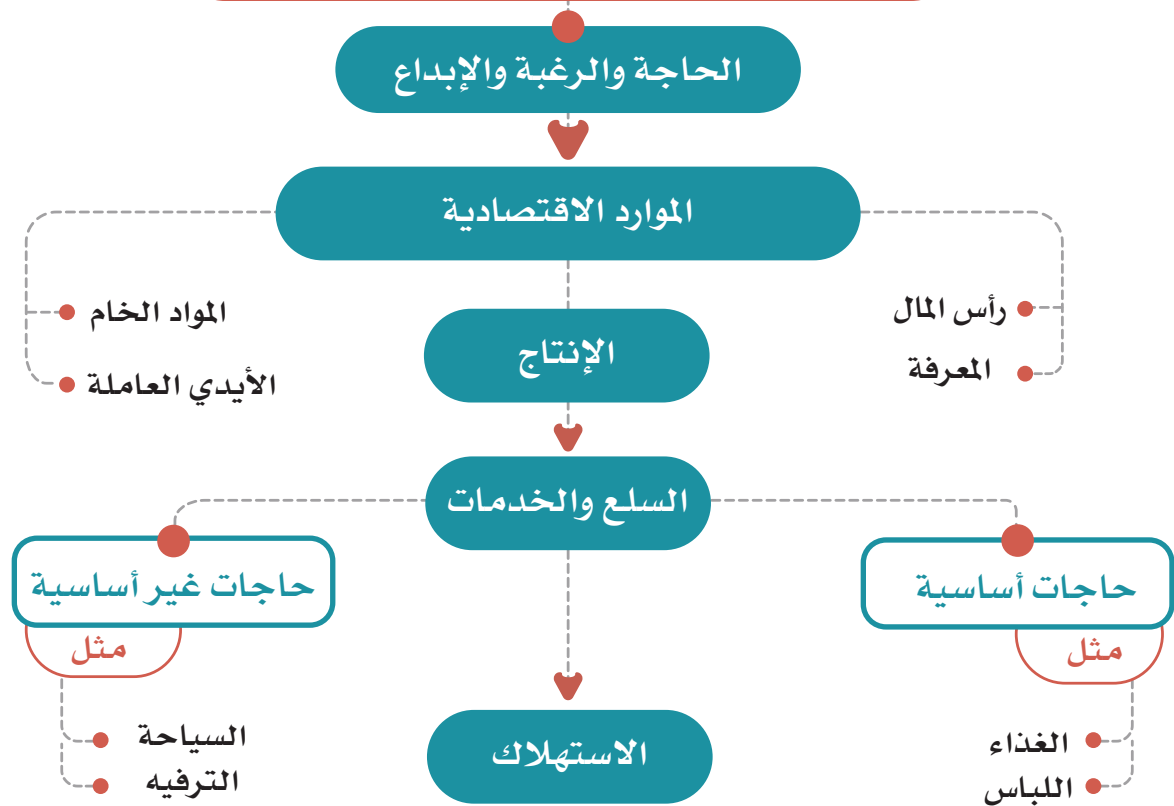 الحاجة والرغبة والإبداع
الموارد الاقتصادية
رأس المال
المعرفة
المواد الخام
الأيدي العاملة
الإنتاج
السلع والخدمات
حاجات أساسية
مثل
الغذاء
اللباس
حاجات غير أساسية
مثل
السياحة
الترفيه
الاستهلاك